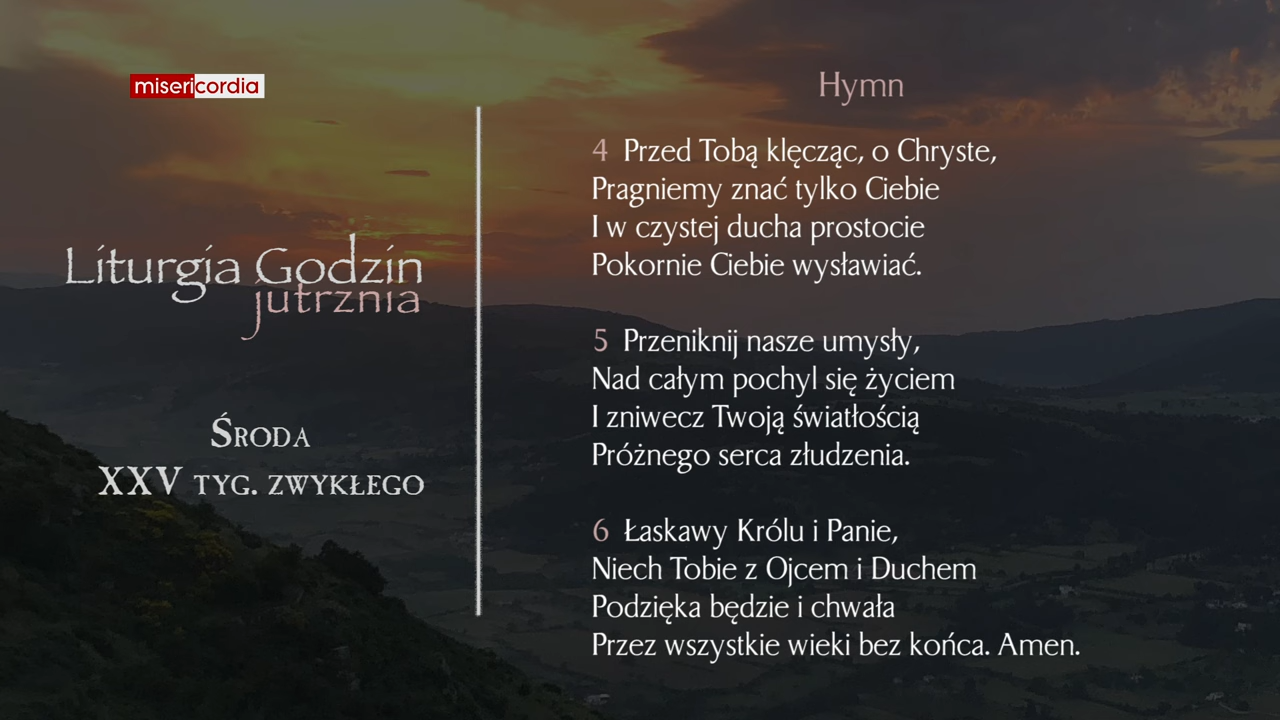 misericordia
Liturgia Godzin
jutrznia
Środa
XXV tyg. zwykłego
Hymn
4 Przed Tobą klęcząc, o Chryste,
Pragniemy znać tylko Ciebie
I w czystej ducha prostocie
Pokornie Ciebie wysławiać.
5 Przeniknij nasze umysły,
Nad całym pochyl się życiem
I zniwecz Twoją światłością
Próżnego serca złudzenia.
6 Łaskawy Królu i Panie,
Niech Tobie z Ojcem i Duchem
Podzięka będzie i chwała
Przez wszystkie wieki bez końca. Amen.